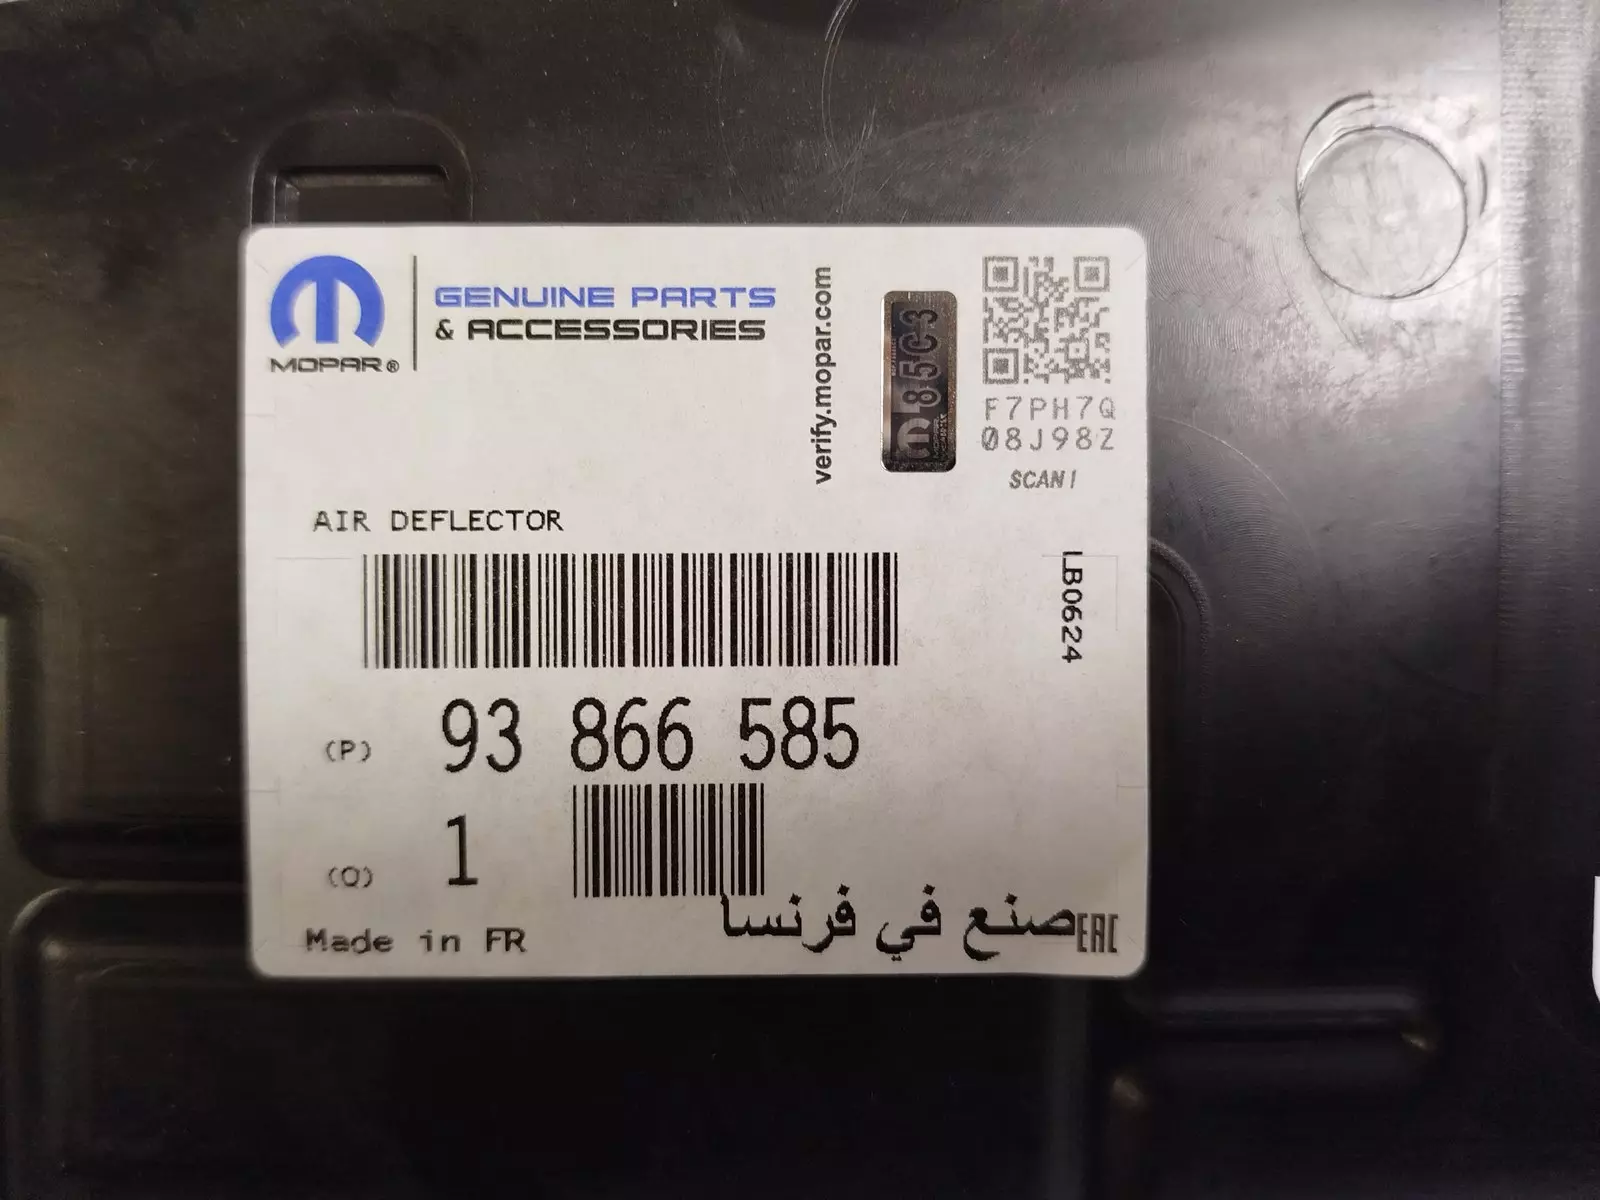 GENUINE PARTS
& ACCESSORIES
MOPAR®
verify.mopar.com
85C3
MOPAR
F7PH7Q
08J98Z
SCAN!
AIR DEFLECTOR
LB0624
(P) 93 866 585
(Q) 1
Made in FR
صنع في فرنسا
EAC